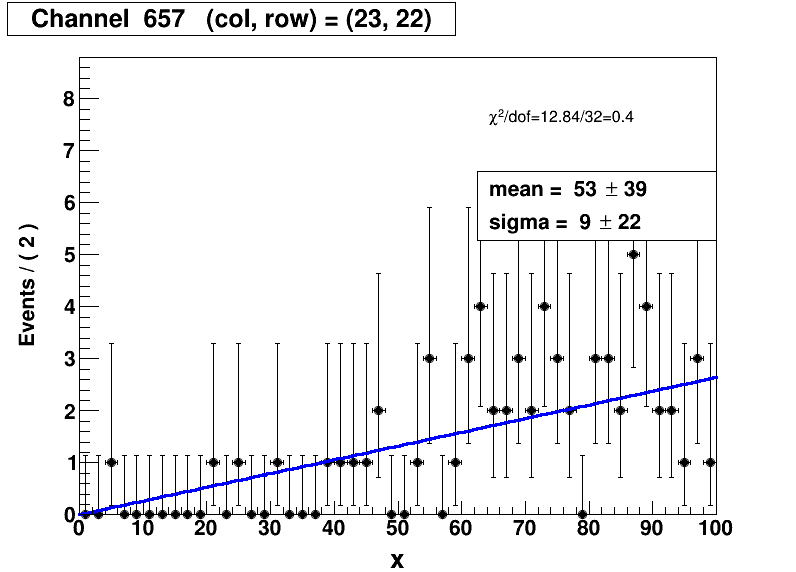 Channel 657 (col, row) = (23, 22)
χ²/dof=12.84/32=0.4
mean = 53 ± 39
sigma = 9 ± 22
Events / ( 2 )
8
7
6
5
4
3
2
1
0
0 10 20 30 40 50 60 70 80 90 100
x